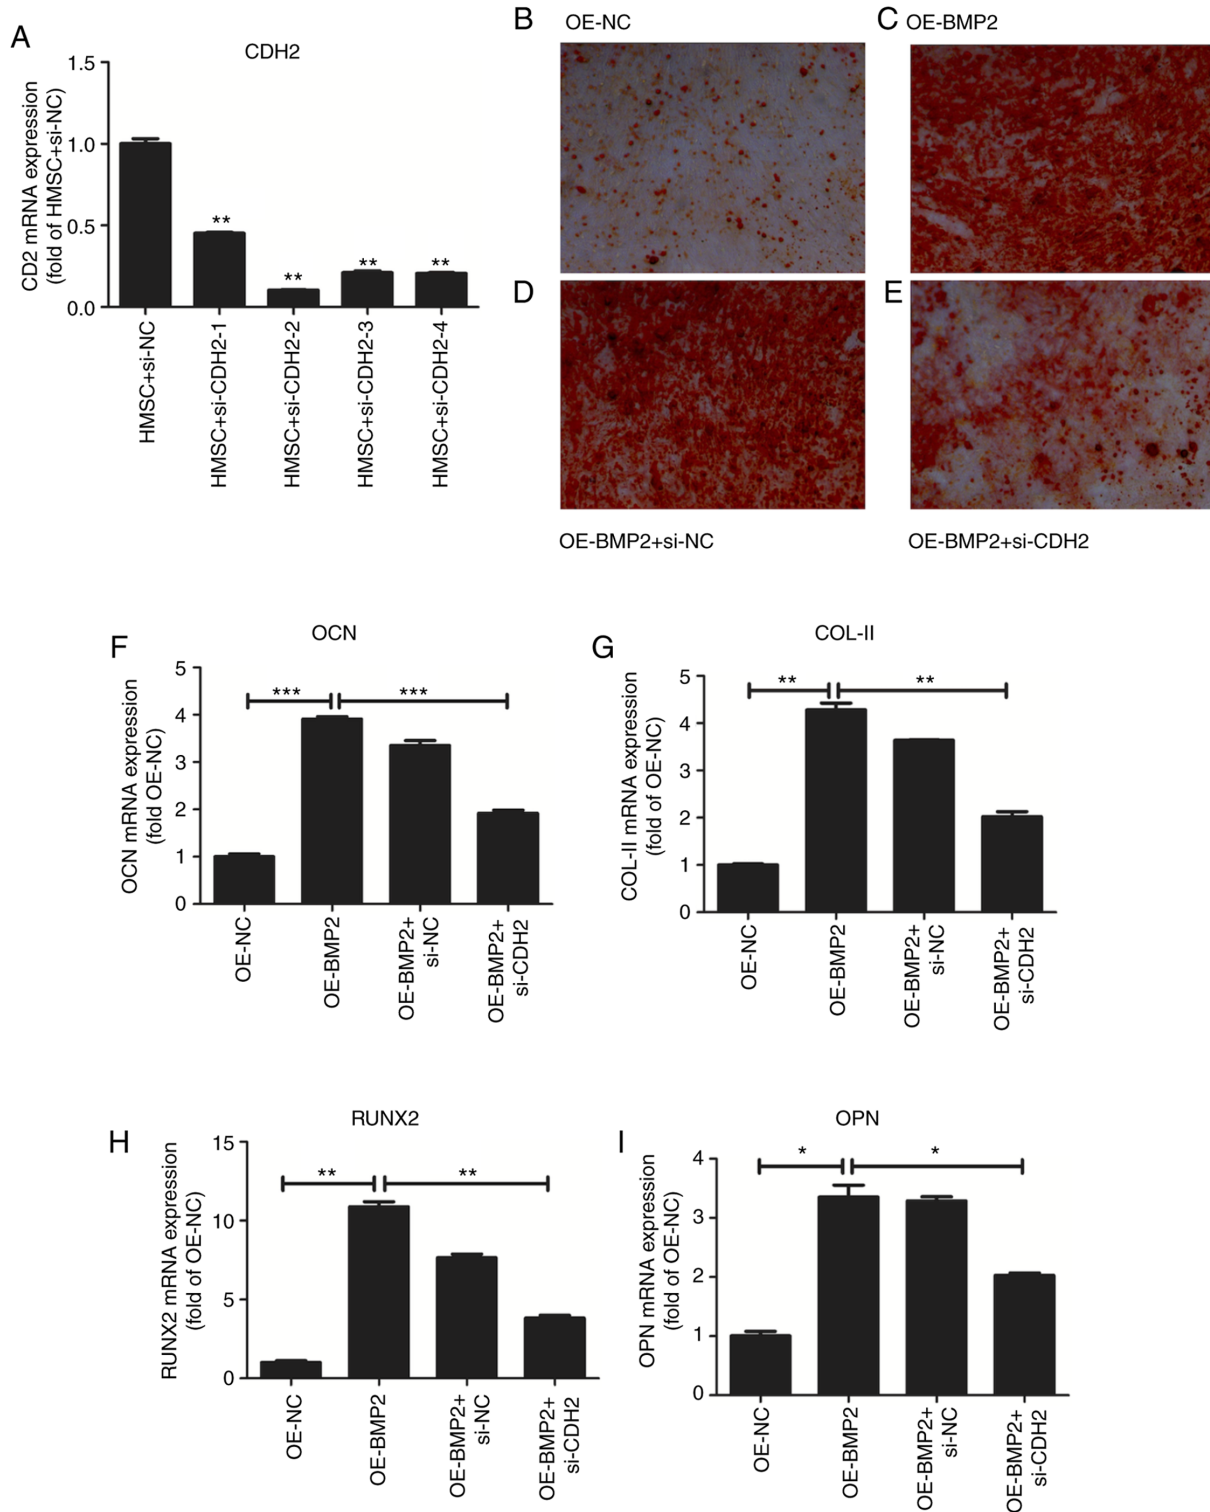 A
CDH2
CD2 mRNA expression
(fold of HMSC+si-NC)
1.5
1.0
0.5
0.0
**
**
**
**
HMSC+si-NC
HMSC+si-CDH2-1
HMSC+si-CDH2-2
HMSC+si-CDH2-3
HMSC+si-CDH2-4
B
OE-NC
C
OE-BMP2
D
OE-BMP2+si-NC
E
OE-BMP2+si-CDH2
F
OCN
OCN mRNA expression
(fold OE-NC)
5
4
3
2
1
0
***
***
OE-NC
OE-BMP2
OE-BMP2+
si-NC
OE-BMP2+
si-CDH2
G
COL-II
COL-II mRNA expression
(fold of OE-NC)
5
4
3
2
1
0
**
**
OE-NC
OE-BMP2
OE-BMP2+
si-NC
OE-BMP2+
si-CDH2
H
RUNX2
RUNX2 mRNA expression
(fold of OE-NC)
15
10
5
0
**
**
OE-NC
OE-BMP2
OE-BMP2+
si-NC
OE-BMP2+
si-CDH2
I
OPN
OPN mRNA expression
(fold of OE-NC)
4
3
2
1
0
*
*
OE-NC
OE-BMP2
OE-BMP2+
si-NC
OE-BMP2+
si-CDH2